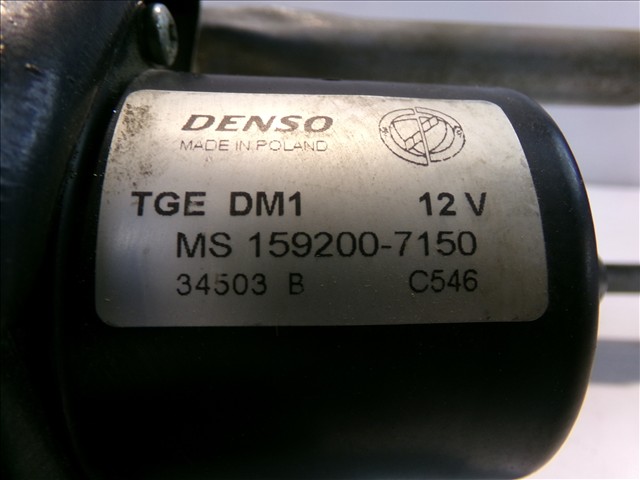 DENSO
MADE IN POLAND
TGE DM1 12 V
MS 159200-7150
34503 B C546